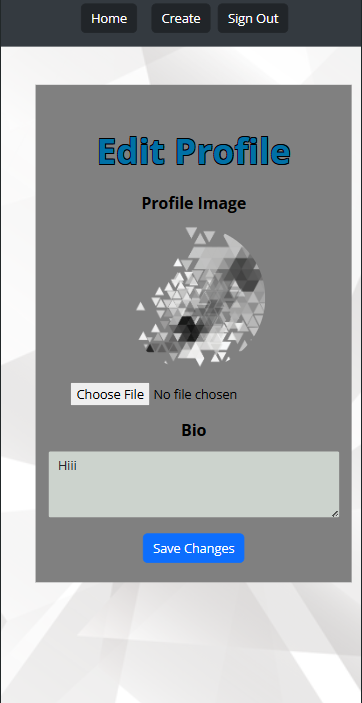 Home Create Sign Out
Edit Profile
Profile Image
Choose File No file chosen
Bio
Hiii
Save Changes